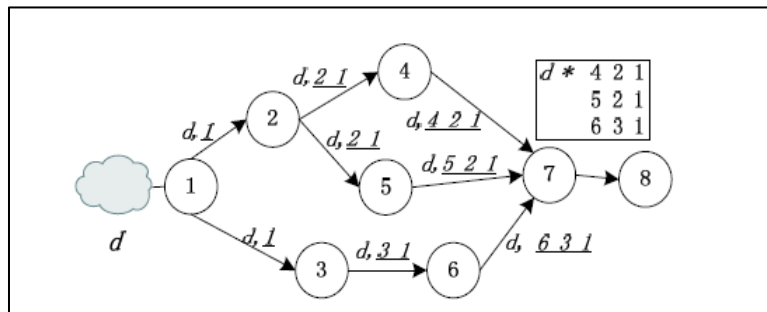 4
d, 2 1
d * 4 2 1
5 2 1
6 3 1
2
d, 1
d, 4 2 1
d, 2 1
1
5
d, 5 2 1
7
8
d
d, 1
3
d, 3 1
6
d, 6 3 1